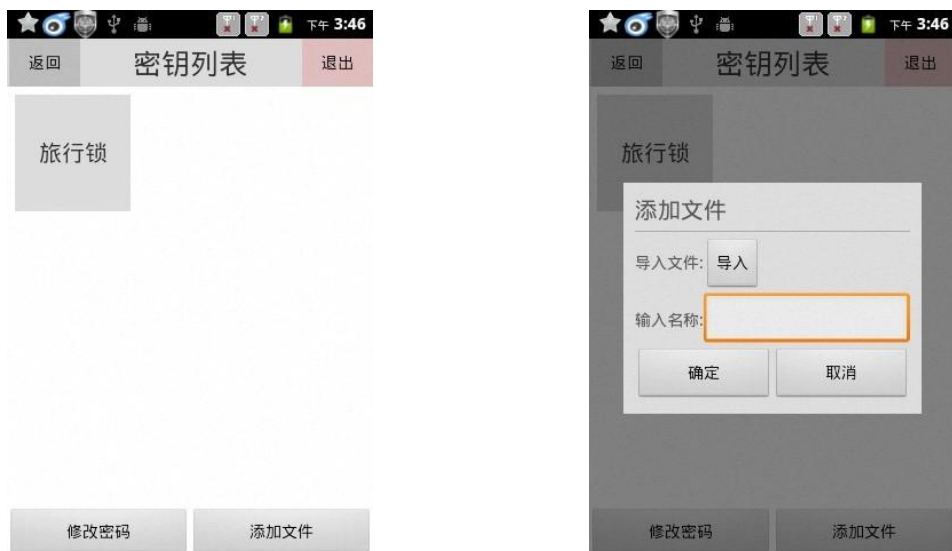 下午 3:46
返回 密钥列表 退出
旅行锁
修改密码 添加文件
下午 3:46
返回 密钥列表 退出
旅行锁
添加文件
导入文件: 导入
输入名称:
确定 取消
修改密码 添加文件